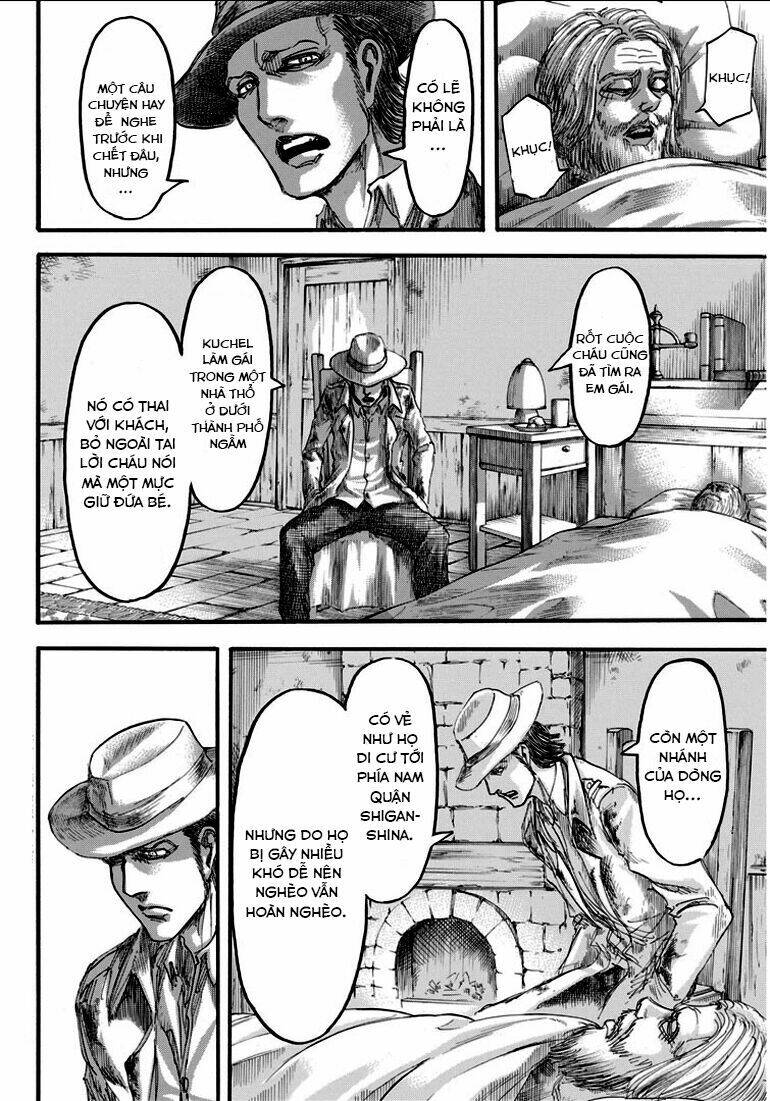 KHỤC!
KHỤC!
CÓ LẼ
KHÔNG
PHẢI LÀ
...
MỘT CÂU
CHUYỆN HAY
ĐỂ NGHE
TRƯỚC KHI
CHẾT ĐÂU,
NHƯNG
...
RỐT CUỘC
CHÁU CŨNG
ĐÃ TÌM RA
EM GÁI.
KUCHEL
LÀM GÁI
TRONG MỘT
NHÀ THỔ
Ở DƯỚI
THÀNH PHỐ
NGẦM
NÓ CÓ THAI
VỚI KHÁCH,
BỎ NGOÀI TAI
LỜI CHÁU NÓI
MÀ MỘT MỰC
GIỮ ĐỨA BÉ.
CÒN MỘT
NHÁNH
CỦA DÒNG
HỌ...
CÓ VẺ
NHƯ HỌ
DI CƯ TỚI
PHÍA NAM
QUẬN
SHIGAN-
SHINA.
NHƯNG DO HỌ
BỊ GÂY NHIỀU
KHÓ DỄ NÊN
NGHÈO VẪN
HOÀN NGHÈO.